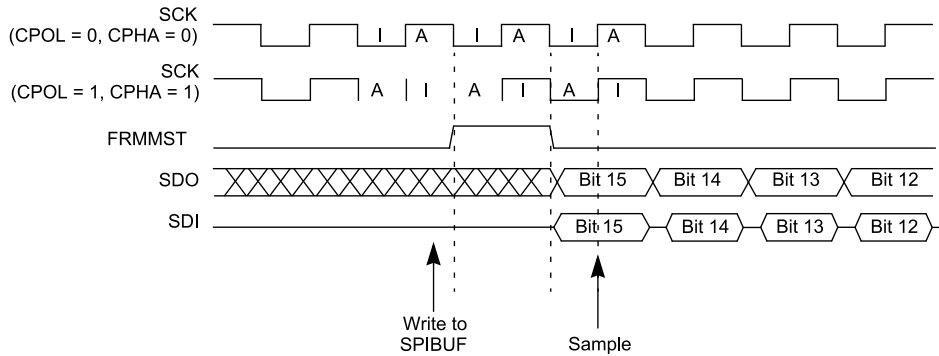 SCK
(CPOL = 0, CPHA = 0)
I A I A I A
SCK
(CPOL = 1, CPHA = 1)
A I A I A I
FRMMST
SDO
Bit 15 Bit 14 Bit 13 Bit 12
SDI
Bit 15 Bit 14 Bit 13 Bit 12
Write to
SPIBUF
Sample